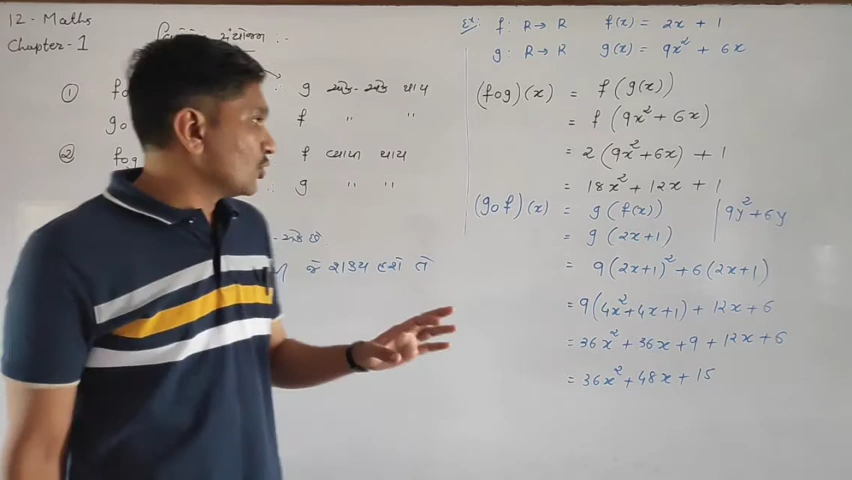 12 - Maths
Chapter - 1
સંયોજન :-
① fo
g એક-એક થાય
go
f " "
② fog
f વ્યાપ્ત થાય
g " "
-એક છે.
જે શક્ય હશે તો
Ex: f: R → R f(x) = 2x + 1
g: R → R g(x) = 9x² + 6x
(fog)(x) = f(g(x))
= f(9x² + 6x)
= 2(9x² + 6x) + 1
= 18x² + 12x + 1
(gof)(x) = g(f(x)) | 9y² + 6y
= g(2x+1)
= 9(2x+1)² + 6(2x+1)
= 9(4x² + 4x + 1) + 12x + 6
= 36x² + 36x + 9 + 12x + 6
= 36x² + 48x + 15